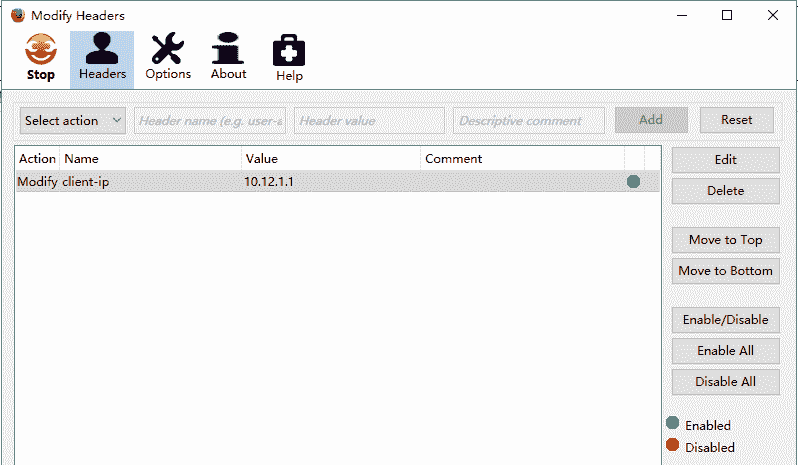 Modify Headers
Stop Headers Options About Help
Select action Header name (e.g. user-a Header value Descriptive comment Add Reset
Action Name Value Comment
Modify client-ip 10.12.1.1
Edit
Delete
Move to Top
Move to Bottom
Enable/Disable
Enable All
Disable All
Enabled
Disabled